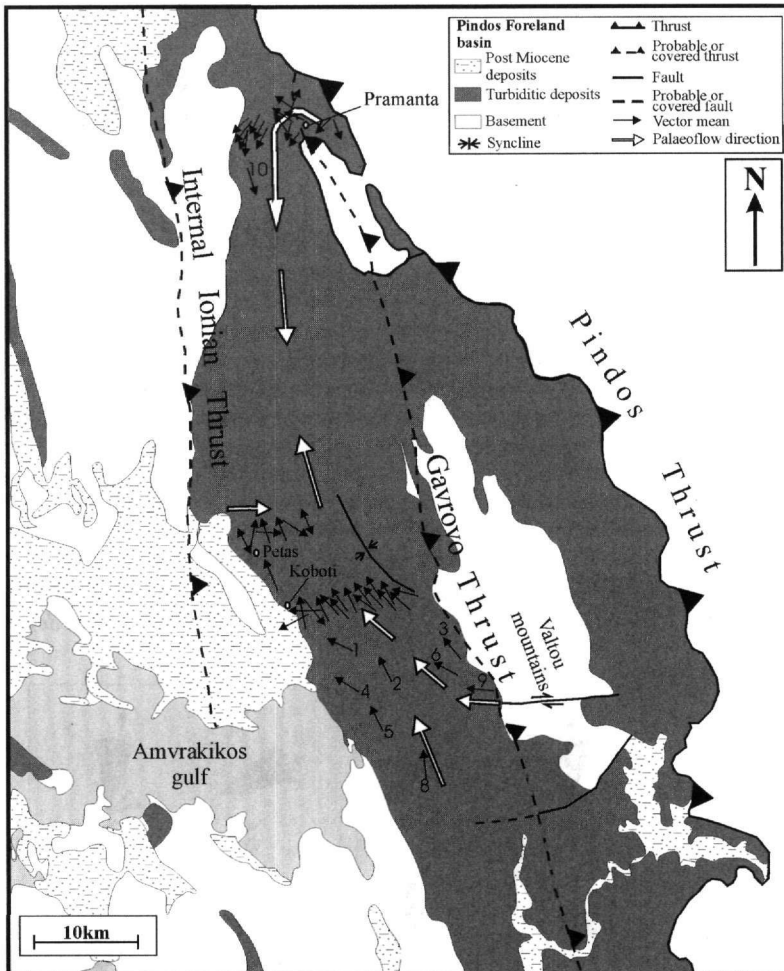 Pindos Foreland
basin
Post Miocene
deposits
Turbiditic deposits
Basement
Syncline
Thrust
Probable or
covered thrust
Fault
Probable or
covered fault
Vector mean
Palaeoflow direction
N
Pramanta
10
Internal Ionian Thrust
Pindos Thrust
Gavrovo Thrust
Petas
Koboti
Valtou
mountains
3
1
6
2
9
4
5
8
Amvrakikos
gulf
10km